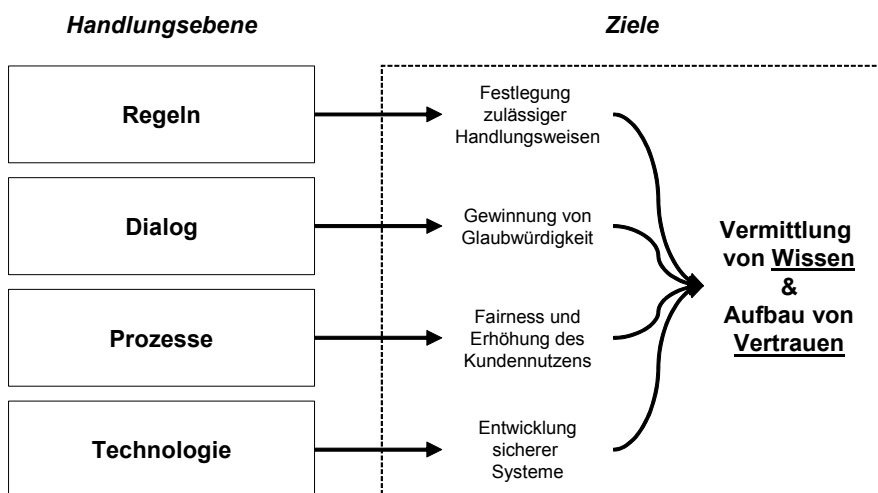 Handlungsebene
Ziele
Regeln
Festlegung
zulässiger
Handlungsweisen
Dialog
Gewinnung von
Glaubwürdigkeit
Prozesse
Fairness und
Erhöhung des
Kundennutzens
Technologie
Entwicklung
sicherer
Systeme
Vermittlung
von Wissen
&
Aufbau von
Vertrauen